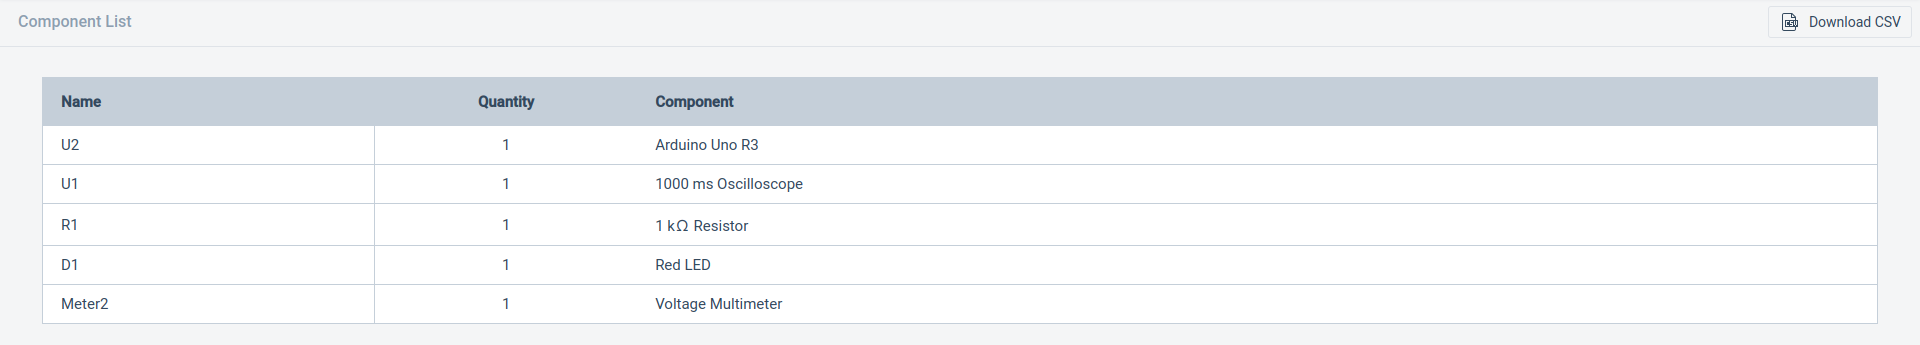 Component List
Download CSV
Name Quantity Component
U2 1 Arduino Uno R3
U1 1 1000 ms Oscilloscope
R1 1 1 kΩ Resistor
D1 1 Red LED
Meter2 1 Voltage Multimeter